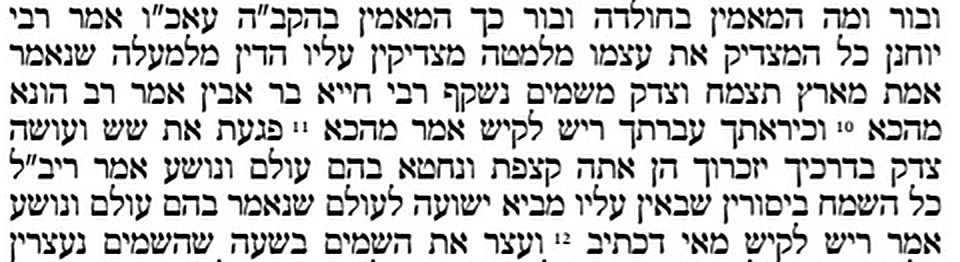 ובור ומה המאמין בחולדה ובור כך המאמין בהקב"ה עאכ"ו אמר רבי
יוחנן כל המצדיק את עצמו מלמטה מצדיקין עליו הדין מלמעלה שנאמר
אמת מארץ תצמח וצדק משמים נשקף רבי חייא בר אבין אמר רב הונא
מהכא 10 וכיראתך עברתך ריש לקיש אמר מהכא 11 פגעת את שש ועושה
צדק בדרכיך יזכרוך הן אתה קצפת ונחטא בהם עולם ונושע אמר ריב"ל
כל השמח ביסורין שבאין עליו מביא ישועה לעולם שנאמר בהם עולם ונושע
אמר ריש לקיש מאי דכתיב 12 ועצר את השמים בשעה שהשמים נעצרין